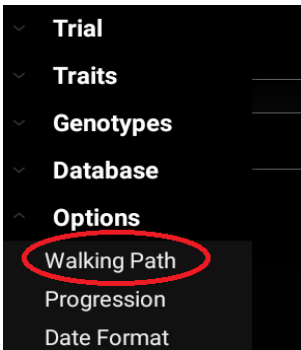 Trial
Traits
Genotypes
Database
Options
Walking Path
Progression
Date Format